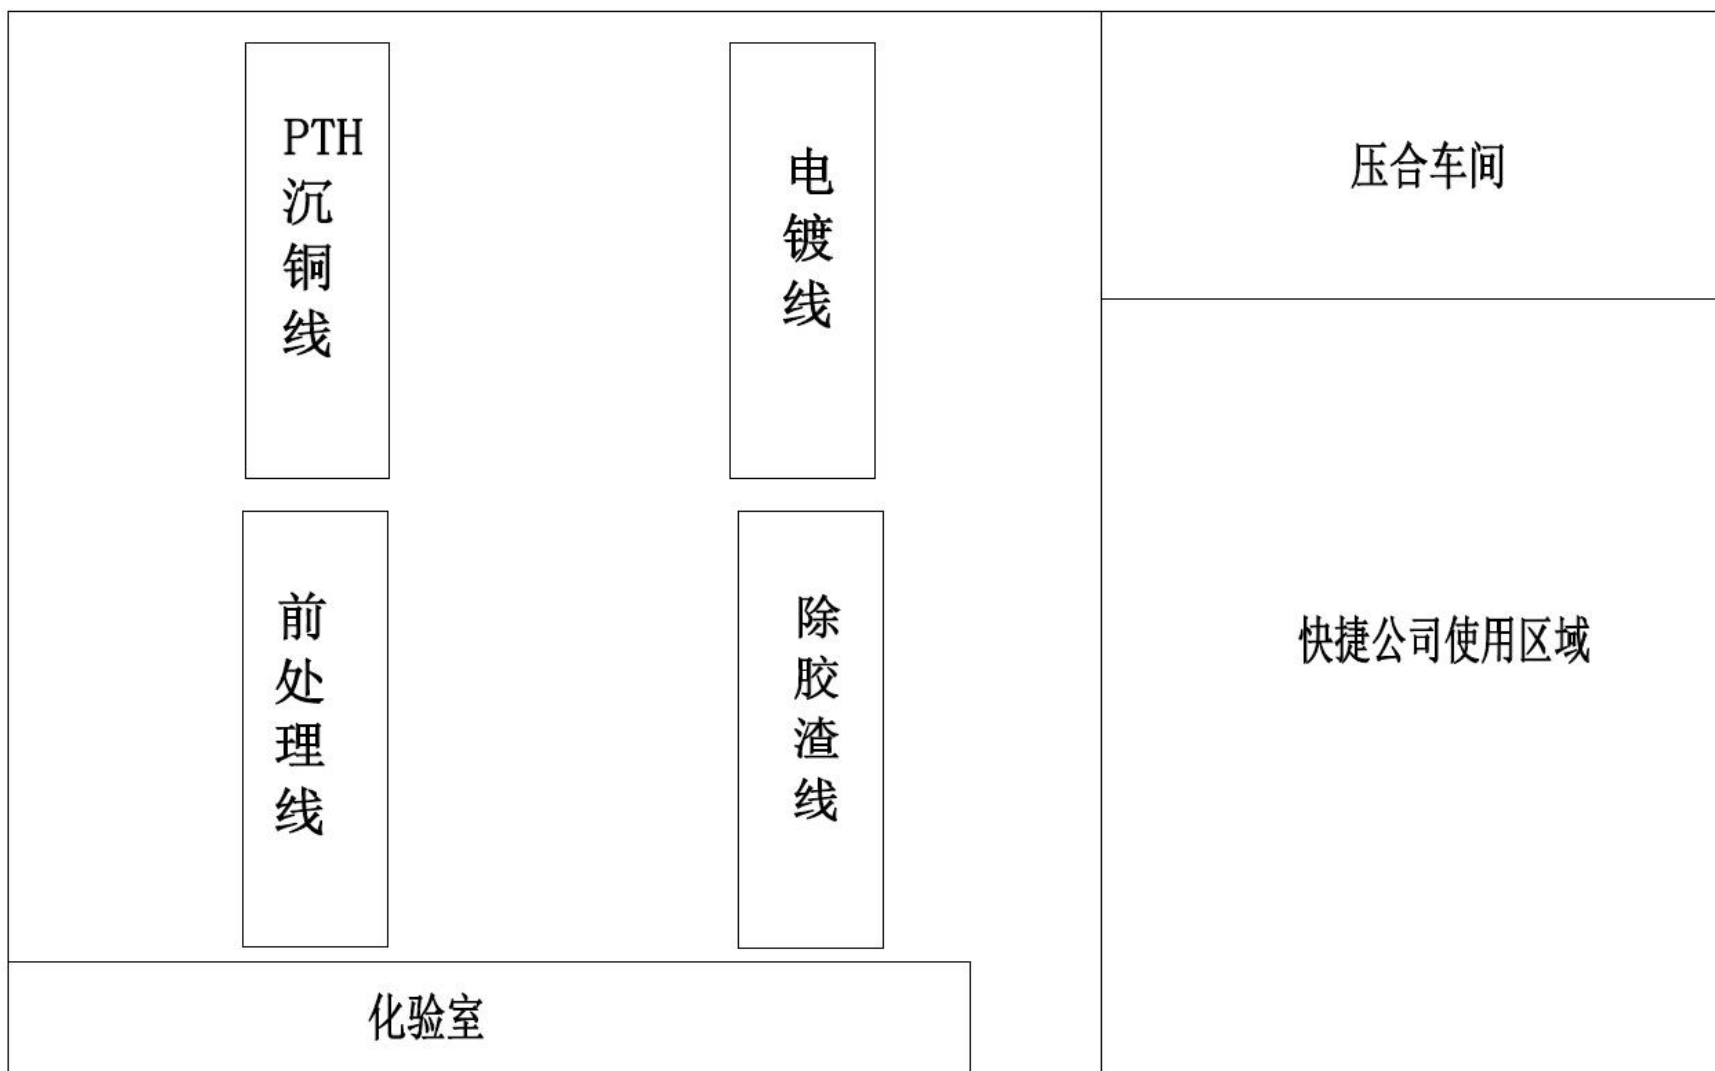 PTH沉铜线
电镀线
压合车间
前处理线
除胶渣线
快捷公司使用区域
化验室